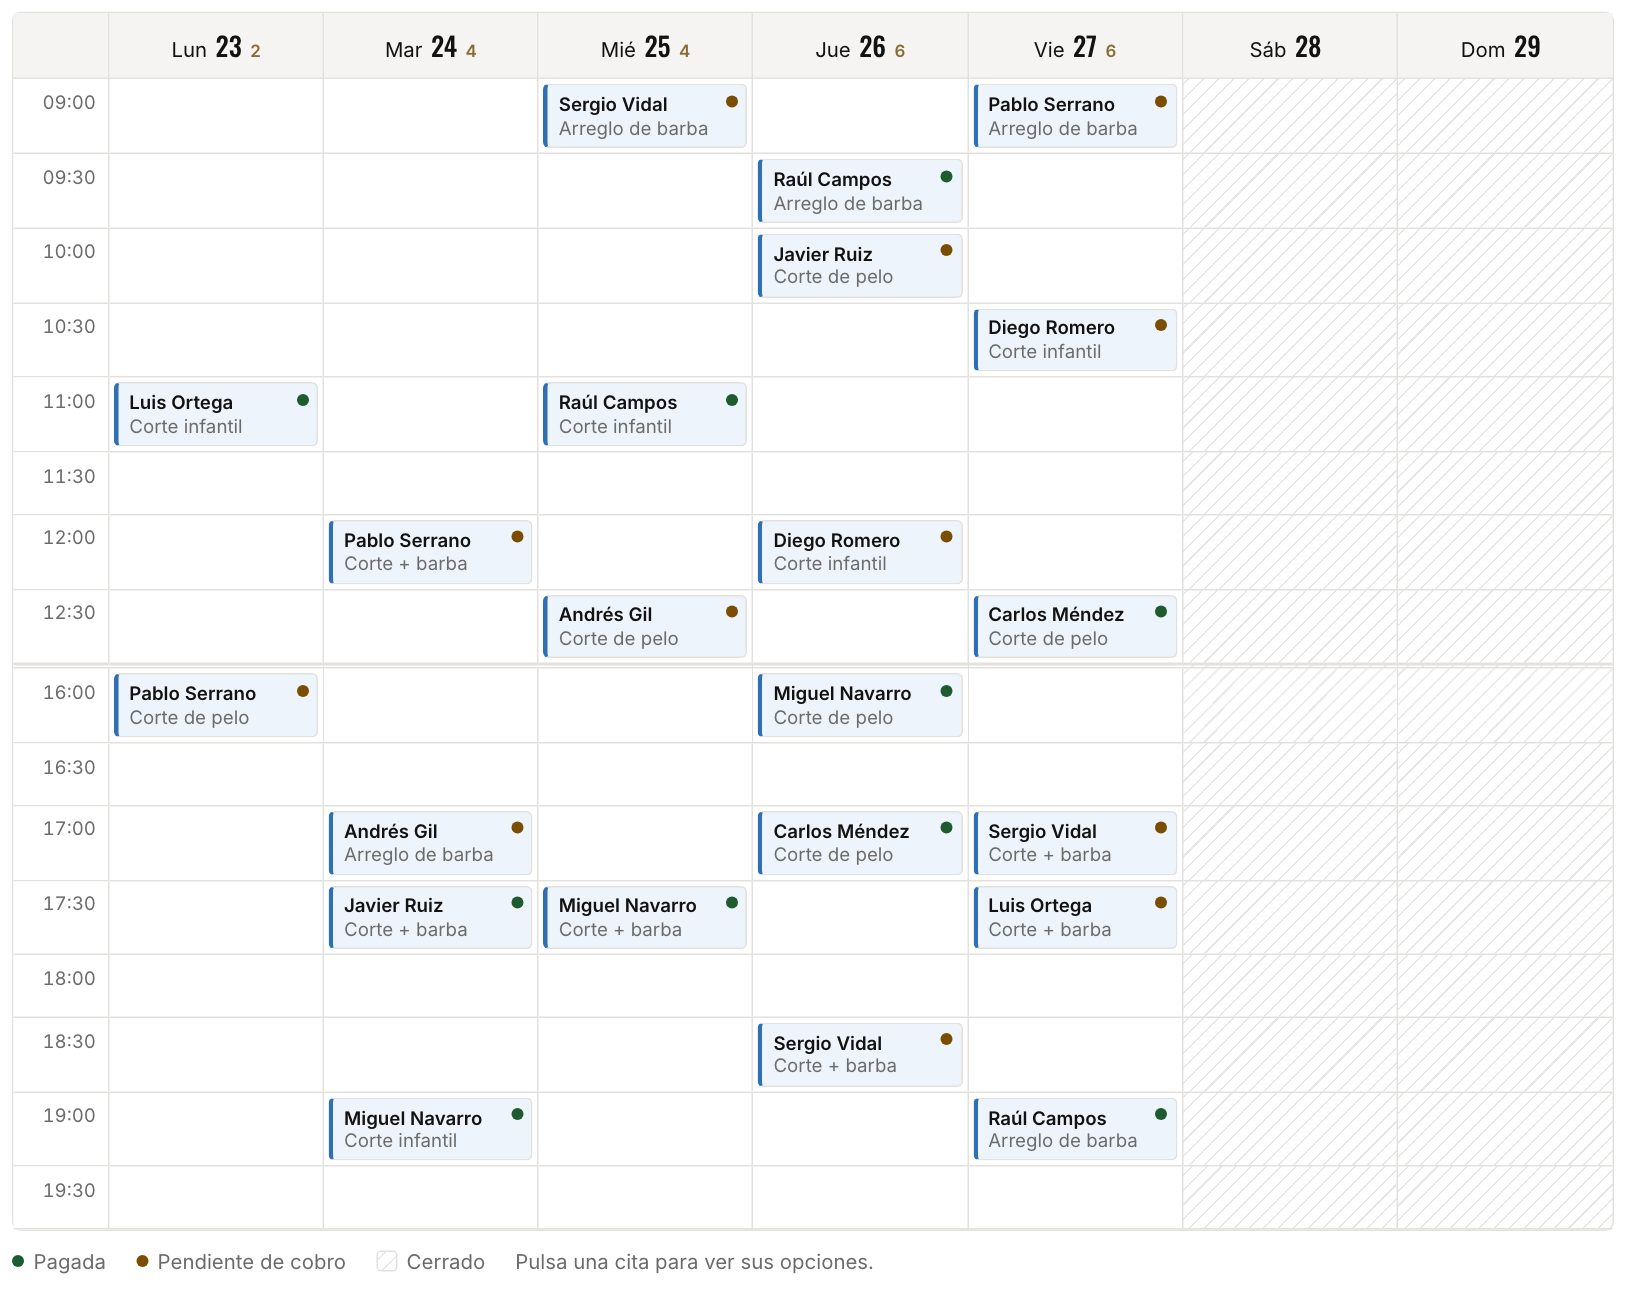 Lun 23 2
Mar 24 4
Mié 25 4
Jue 26 6
Vie 27 6
Sáb 28
Dom 29
09:00
Sergio Vidal
Arreglo de barba
Pablo Serrano
Arreglo de barba
09:30
Raúl Campos
Arreglo de barba
10:00
Javier Ruiz
Corte de pelo
10:30
Diego Romero
Corte infantil
11:00
Luis Ortega
Corte infantil
Raúl Campos
Corte infantil
11:30
12:00
Pablo Serrano
Corte + barba
Diego Romero
Corte infantil
12:30
Andrés Gil
Corte de pelo
Carlos Méndez
Corte de pelo
16:00
Pablo Serrano
Corte de pelo
Miguel Navarro
Corte de pelo
16:30
17:00
Andrés Gil
Arreglo de barba
Carlos Méndez
Corte de pelo
Sergio Vidal
Corte + barba
17:30
Javier Ruiz
Corte + barba
Miguel Navarro
Corte + barba
Luis Ortega
Corte + barba
18:00
18:30
Sergio Vidal
Corte + barba
19:00
Miguel Navarro
Corte infantil
Raúl Campos
Arreglo de barba
19:30
Pagada
Pendiente de cobro
Cerrado
Pulsa una cita para ver sus opciones.